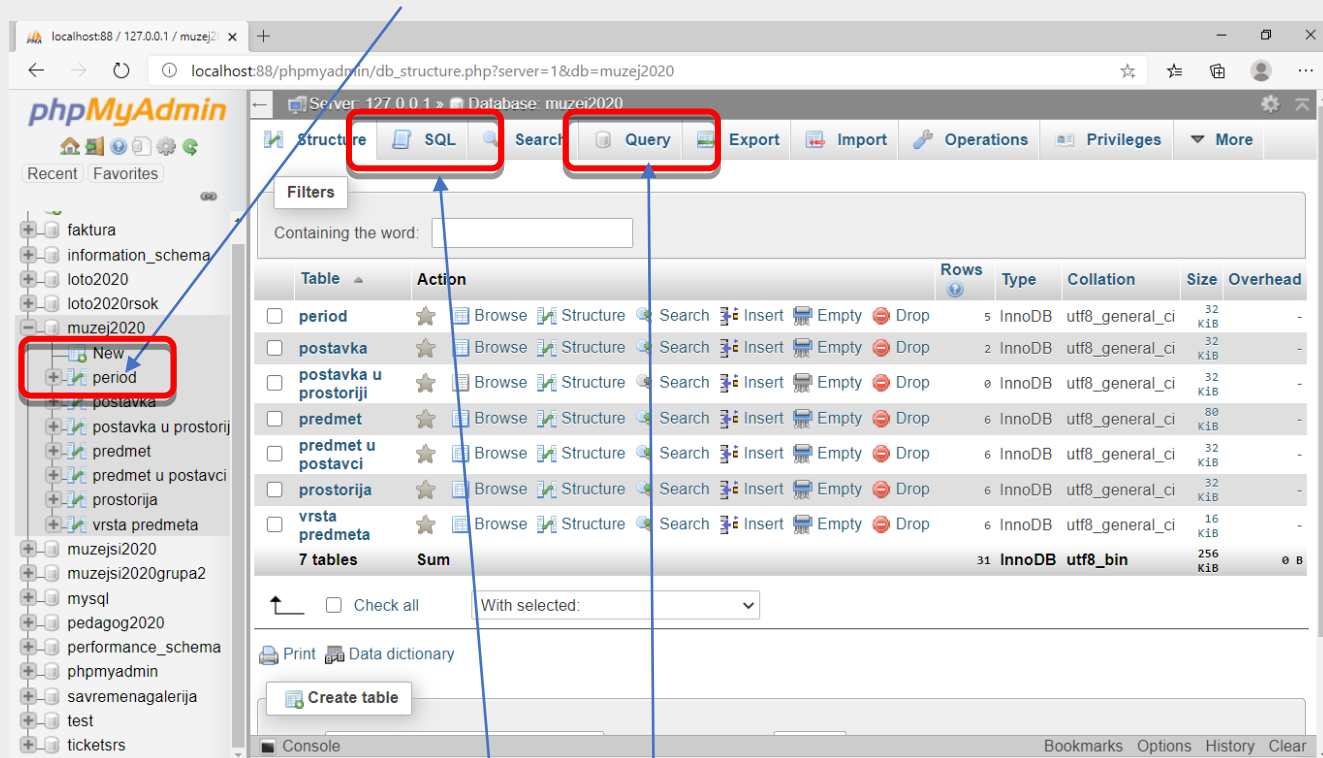 localhost:88 / 127.0.0.1 / muzej2
localhost:88/phpmyadmin/db_structure.php?server=1&db=muzej2020
phpMyAdmin
Recent Favorites
faktura
information_schema
loto2020
loto2020rsok
muzej2020
New
period
postavka
postavka u prostorij
predmet
predmet u postavci
prostorija
vrsta predmeta
muzejsi2020
muzejsi2020grupa2
mysql
pedagog2020
performance_schema
phpmyadmin
savremenagalerija
test
ticketsrs
Server: 127.0.0.1 » Database: muzej2020
Structure SQL Search Query Export Import Operations Privileges More
Filters
Containing the word:
Table Action Rows Type Collation Size Overhead
period Browse Structure Search Insert Empty Drop 5 InnoDB utf8_general_ci 32 KiB -
postavka Browse Structure Search Insert Empty Drop 2 InnoDB utf8_general_ci 32 KiB -
postavka u prostoriji Browse Structure Search Insert Empty Drop 0 InnoDB utf8_general_ci 32 KiB -
predmet Browse Structure Search Insert Empty Drop 6 InnoDB utf8_general_ci 80 KiB -
predmet u postavci Browse Structure Search Insert Empty Drop 6 InnoDB utf8_general_ci 32 KiB -
prostorija Browse Structure Search Insert Empty Drop 6 InnoDB utf8_general_ci 32 KiB -
vrsta predmeta Browse Structure Search Insert Empty Drop 6 InnoDB utf8_general_ci 16 KiB -
7 tables Sum 31 InnoDB utf8_bin 256 KiB 0 B
Check all With selected:
Print Data dictionary
Create table
Console Bookmarks Options History Clear